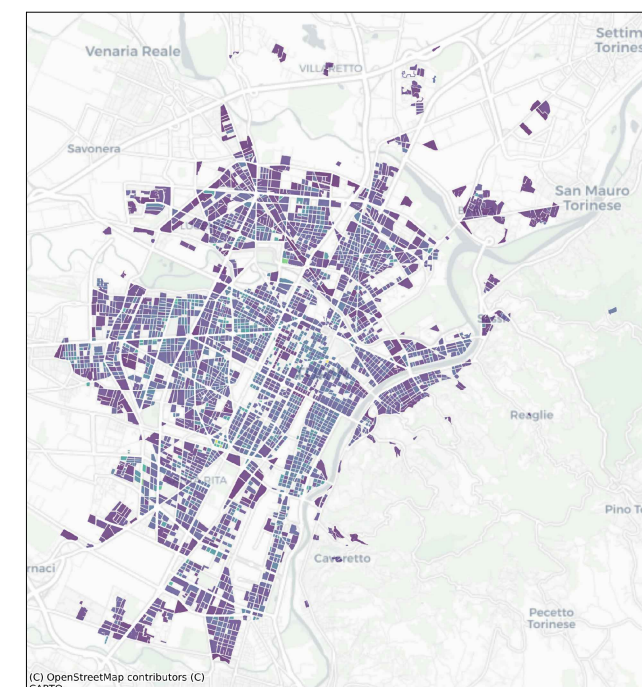 Settim
Torines
Venaria Reale
VILLARETTO
Savonera
San Mauro
Torinese
Reaglie
RITA
Pino To
Cavoretto
rnaci
Pecetto
Torinese
(C) OpenStreetMap contributors (C)
CARTO